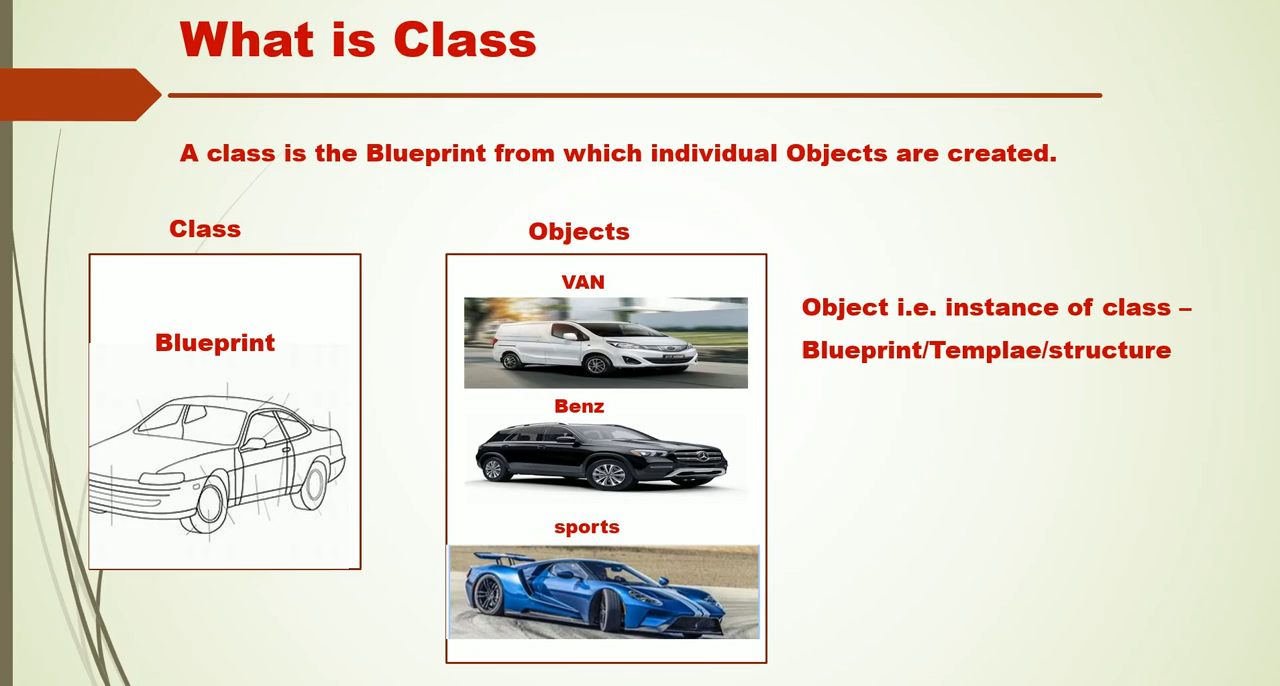 What is Class
A class is the Blueprint from which individual Objects are created.
Class
Blueprint
Objects
VAN
Benz
sports
Object i.e. instance of class –
Blueprint/Templae/structure